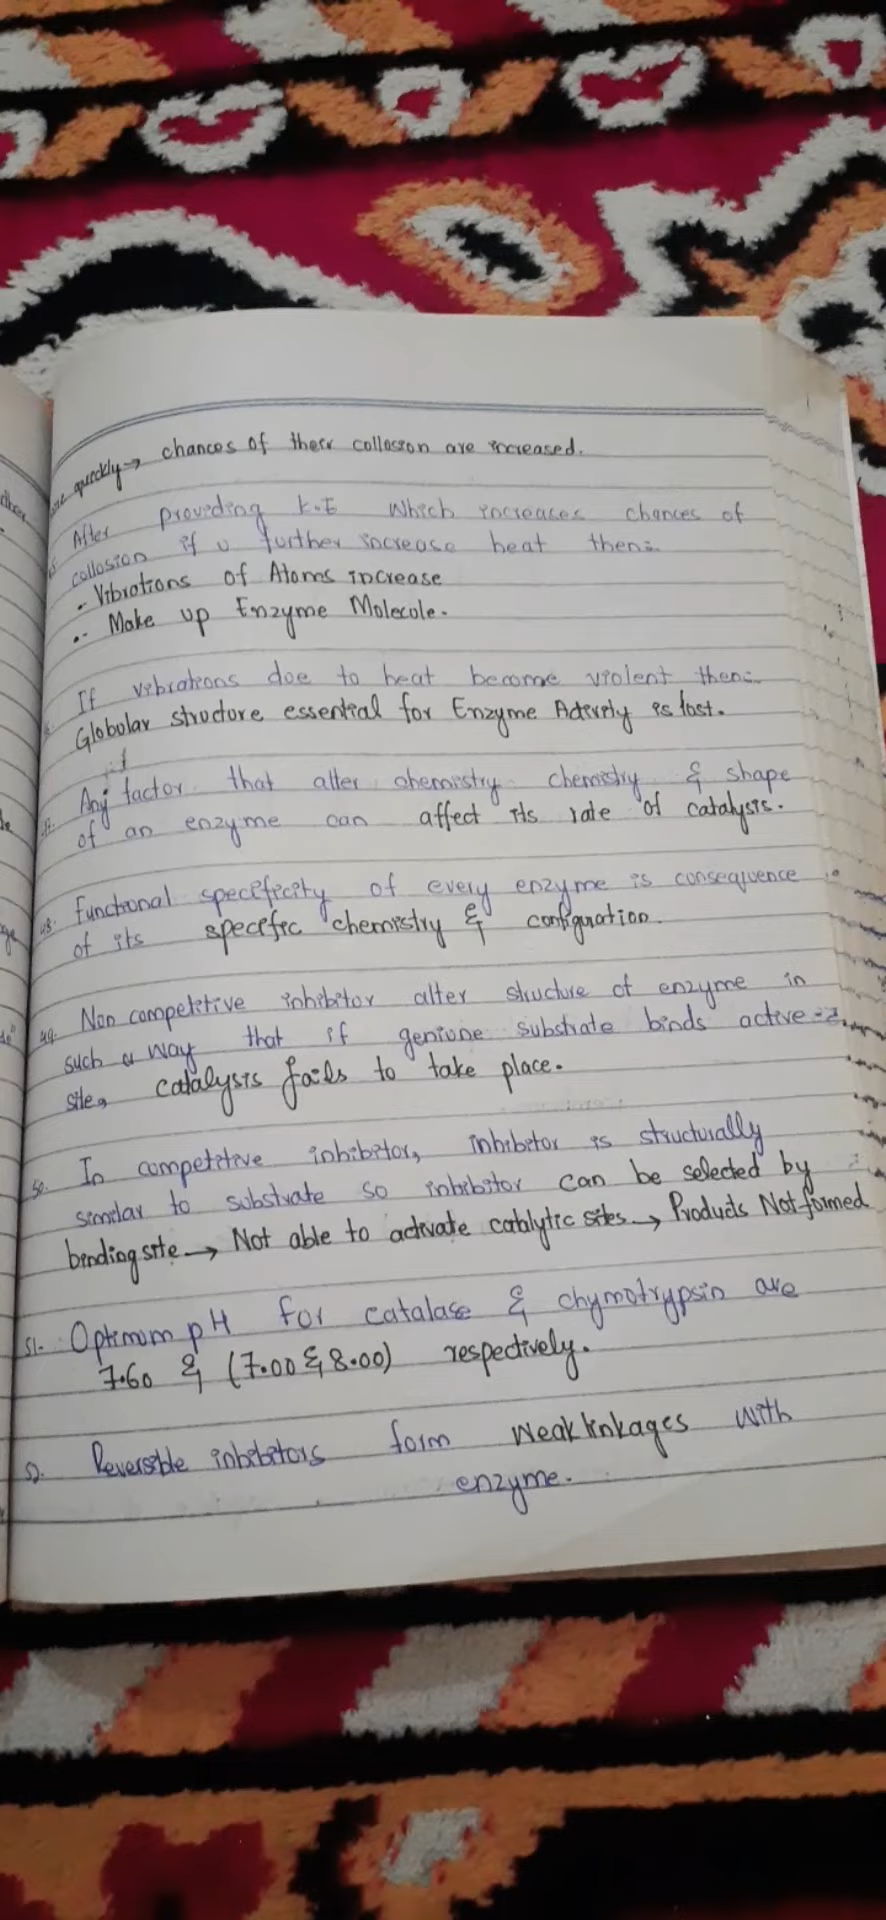 quickly → chances of their collosion are increased.
After providing K.E which increases chances of
collosion if u further increase heat then:-
- Vibrations of Atoms increase
.- Make up Enzyme Molecole.
If vibrations due to heat become violent then:-
Globolar structore essential for Enzyme Activity is lost.
Any factor that alter chemistry chemistry & shape
of an enzyme can affect its rate of catalysis.
48. Functional specificity of every enzyme is consequence
of its specific chemistry & configuration.
49. Non competitive inhibitor alter structure of enzyme in
such a way that if geniune substrate binds active
site, catalysis fails to take place.
50. In competitive inhibitor, inhibitor is structurally
similar to substrate so inhibitor can be selected by
binding site → Not able to activate catalytic sites → Products Not formed
51. Optimum pH for catalase & chymotrypsin are
7.60 & (7.00 & 8.00) respectively.
52. Reversible inhibitors form Weak linkages with
enzyme.